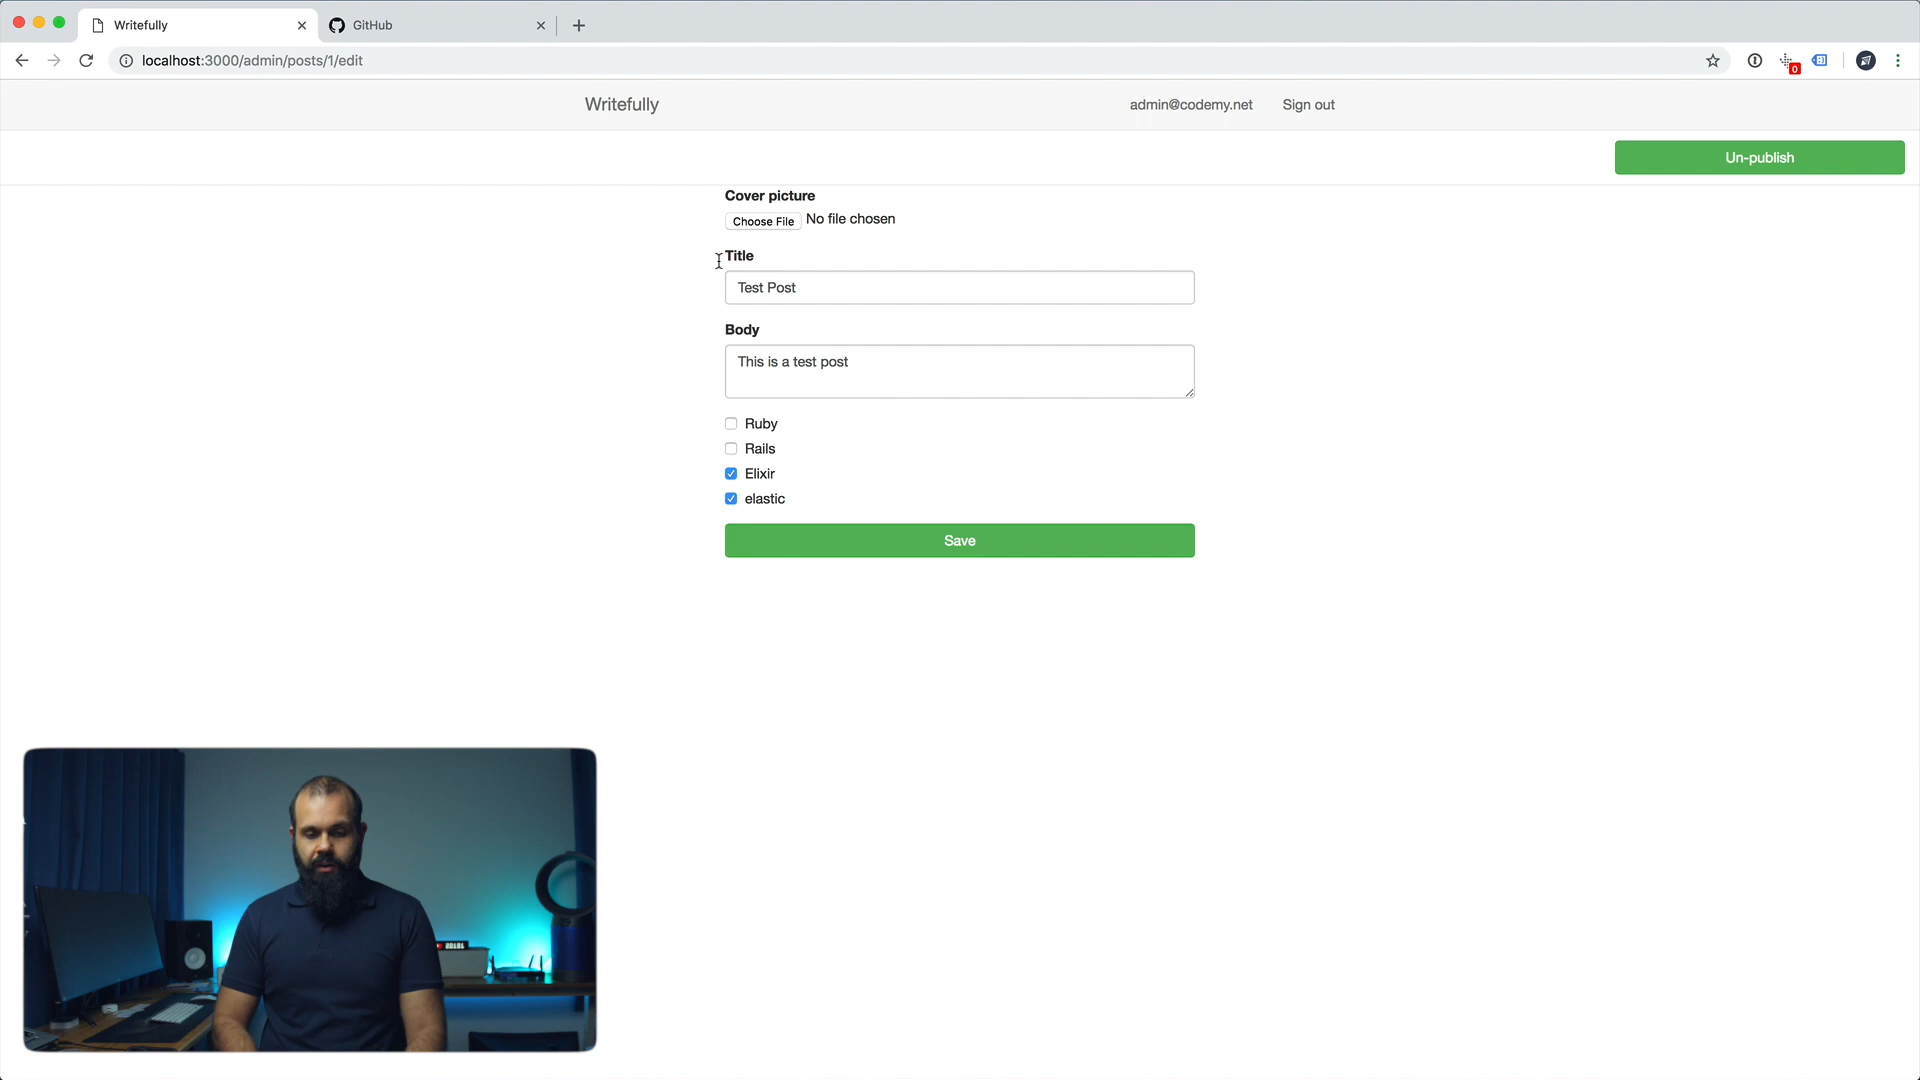 Writefully
GitHub
localhost:3000/admin/posts/1/edit
0
Writefully
admin@codemy.net
Sign out
Un-publish
Cover picture
Choose File No file chosen
Title
Test Post
Body
This is a test post
Ruby
Rails
Elixir
elastic
Save